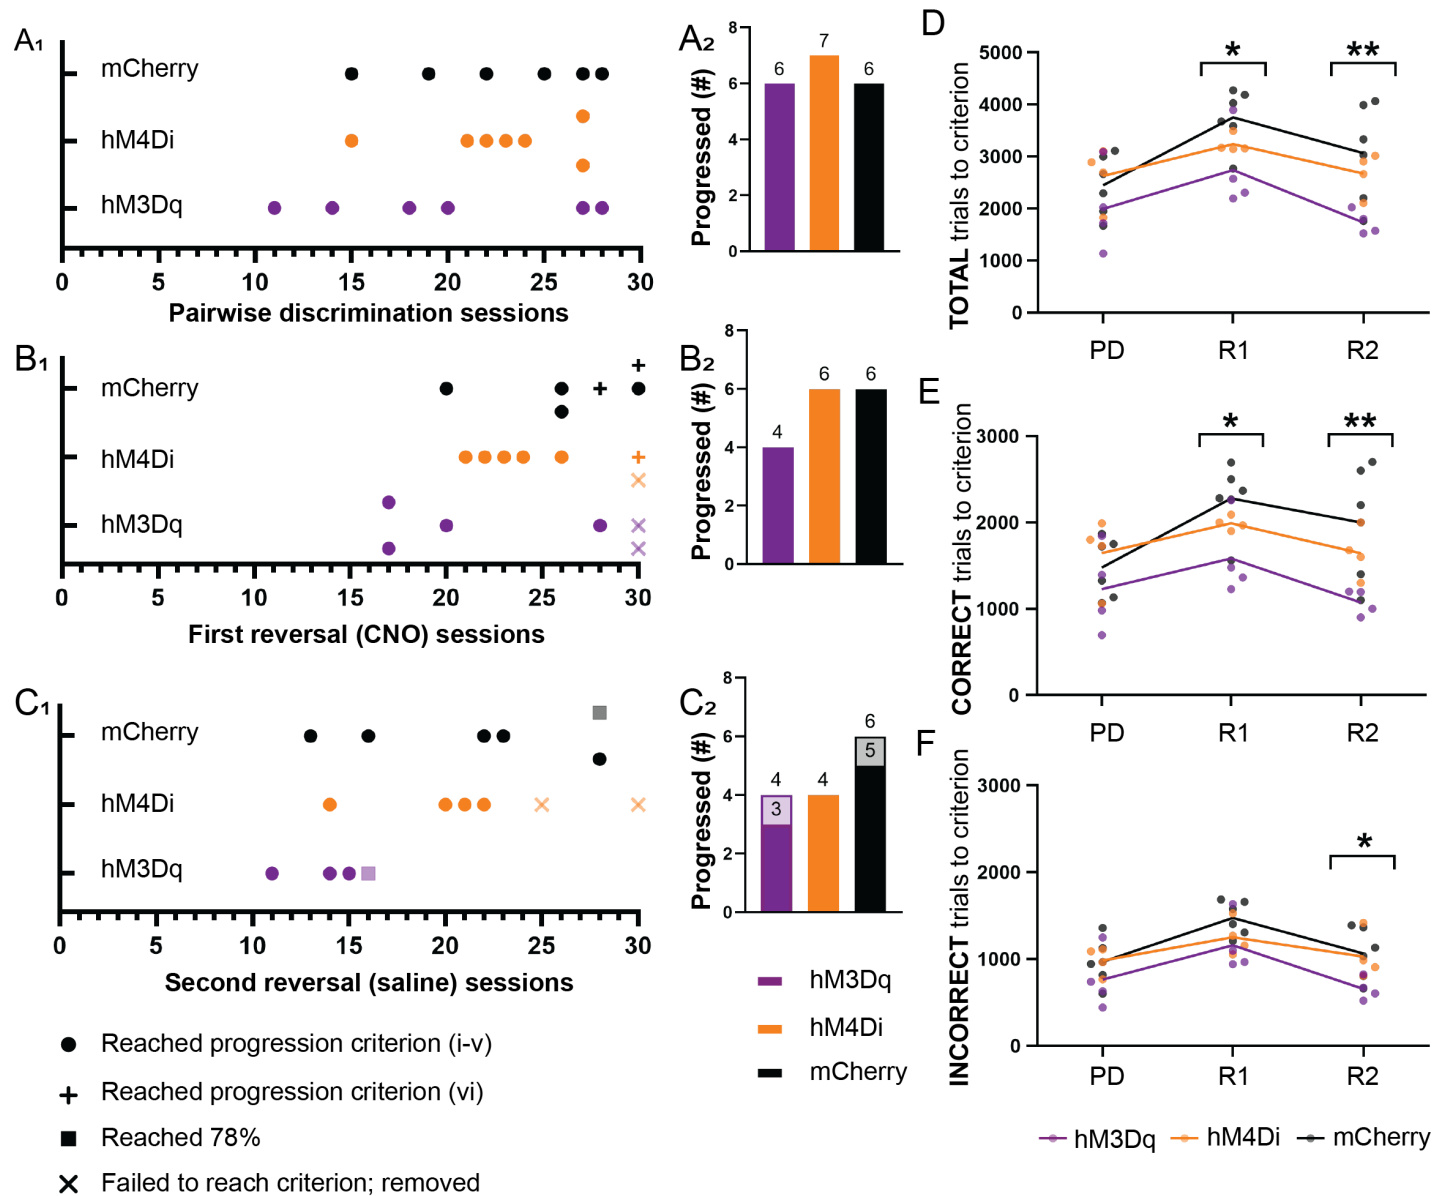 A₁
mCherry
hM4Di
hM3Dq
0 5 10 15 20 25 30
Pairwise discrimination sessions
A₂
Progressed (#)
8
6
4
2
0
6 7 6
B₁
mCherry
hM4Di
hM3Dq
0 5 10 15 20 25 30
First reversal (CNO) sessions
B₂
Progressed (#)
8
6
4
2
0
4 6 6
C₁
mCherry
hM4Di
hM3Dq
0 5 10 15 20 25 30
Second reversal (saline) sessions
C₂
Progressed (#)
8
6
4
2
0
4 4 6
3 5
Reached progression criterion (i-v)
Reached progression criterion (vi)
Reached 78%
Failed to reach criterion; removed
hM3Dq
hM4Di
mCherry
D
TOTAL trials to criterion
5000
4000
3000
2000
1000
0
* **
PD R1 R2
E
CORRECT trials to criterion
3000
2000
1000
0
* **
PD R1 R2
F
INCORRECT trials to criterion
3000
2000
1000
0
*
PD R1 R2
hM3Dq hM4Di mCherry